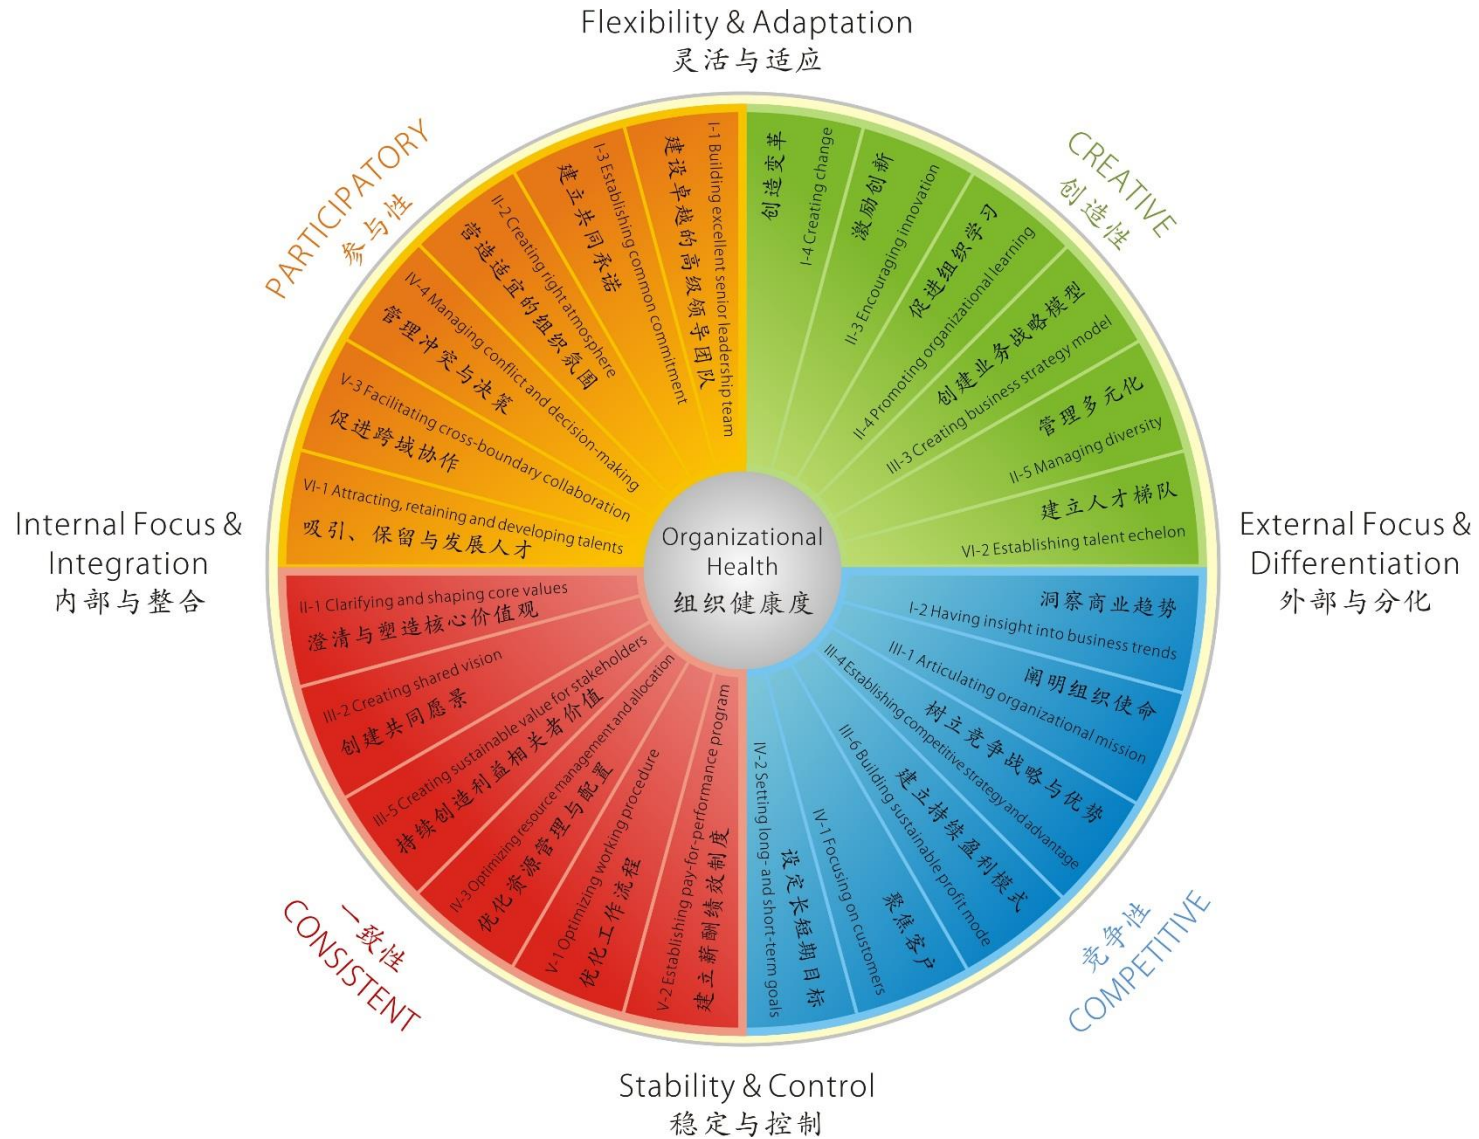 Flexibility & Adaptation
灵活与适应
PARTICIPATORY
参与性
CREATIVE
创造性
I-1 Building excellent senior leadership team
建设卓越的高级领导团队
I-3 Establishing common commitment
建立共同承诺
II-2 Creating right atmosphere
营造适宜的组织氛围
IV-4 Managing conflict and decision-making
管理冲突与决策
V-3 Facilitating cross-boundary collaboration
促进跨域协作
VI-1 Attracting, retaining and developing talents
吸引、保留与发展人才
创造变革
I-4 Creating change
激励创新
II-3 Encouraging innovation
促进组织学习
II-4 Promoting organizational learning
创建业务战略模型
III-3 Creating business strategy model
管理多元化
II-5 Managing diversity
建立人才梯队
VI-2 Establishing talent echelon
Internal Focus &
Integration
内部与整合
Organizational
Health
组织健康度
External Focus &
Differentiation
外部与分化
II-1 Clarifying and shaping core values
澄清与塑造核心价值观
III-2 Creating shared vision
创建共同愿景
III-5 Creating sustainable value for stakeholders
持续创造利益相关者价值
IV-3 Optimizing resource management and allocation
优化资源管理与配置
V-1 Optimizing working procedure
优化工作流程
V-2 Establishing pay-for-performance program
建立薪酬绩效制度
洞察商业趋势
I-2 Having insight into business trends
III-1 Articulating organizational mission
阐明组织使命
III-4 Establishing competitive strategy and advantage
树立竞争战略与优势
III-6 Building sustainable profit mode
建立持续盈利模式
IV-1 Focusing on customers
聚焦客户
IV-2 Setting long- and short-term goals
设定长短期目标
一致性
CONSISTENT
竞争性
COMPETITIVE
Stability & Control
稳定与控制